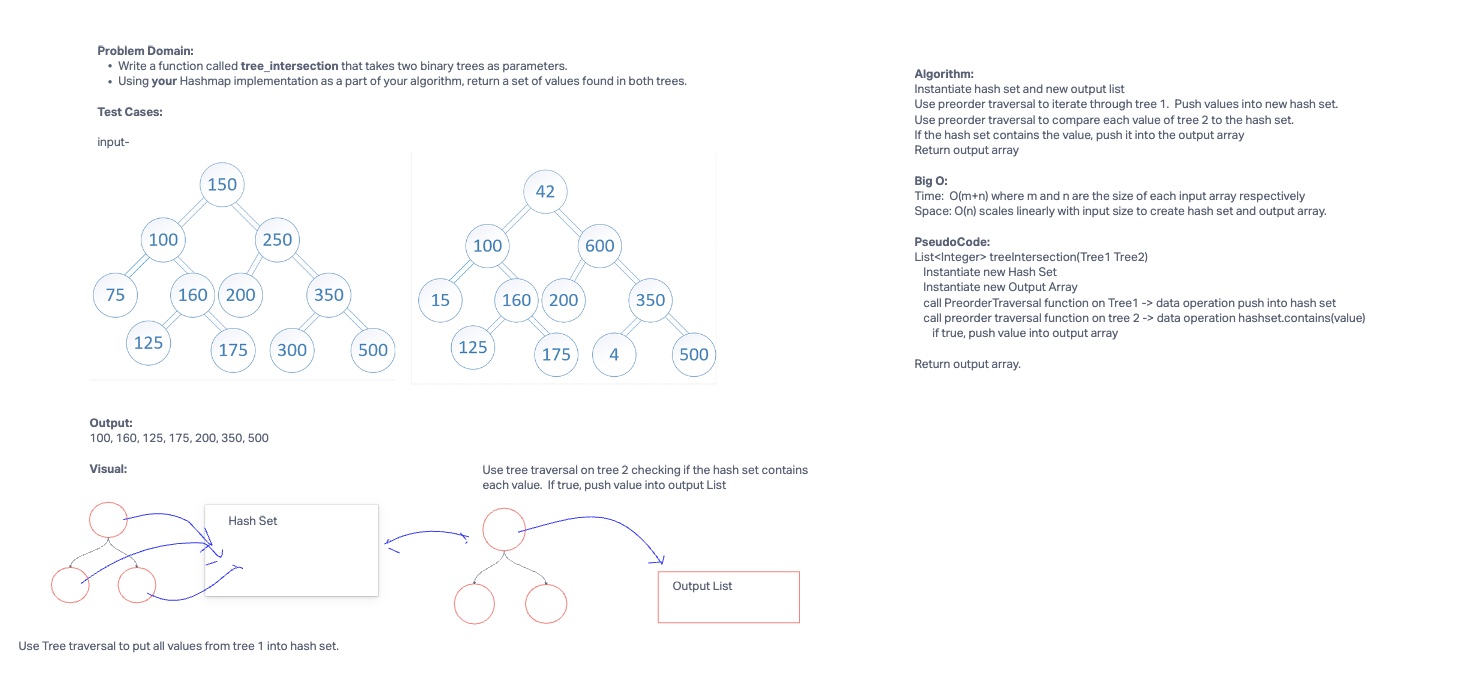 Problem Domain:
• Write a function called tree_intersection that takes two binary trees as parameters.
• Using your Hashmap implementation as a part of your algorithm, return a set of values found in both trees.
Test Cases:
input-
150
100 250
75 160 200 350
125 175 300 500
42
100 600
15 160 200 350
125 175 4 500
Output:
100, 160, 125, 175, 200, 350, 500
Visual:
Hash Set
Use Tree traversal to put all values from tree 1 into hash set.
Use tree traversal on tree 2 checking if the hash set contains
each value.  If true, push value into output List
Output List
Algorithm:
Instantiate hash set and new output list
Use preorder traversal to iterate through tree 1.  Push values into new hash set.
Use preorder traversal to compare each value of tree 2 to the hash set.
If the hash set contains the value, push it into the output array
Return output array
Big O:
Time:  O(m+n) where m and n are the size of each input array respectively
Space: O(n) scales linearly with input size to create hash set and output array.
PseudoCode:
List<Integer> treeIntersection(Tree1 Tree2)
Instantiate new Hash Set
Instantiate new Output Array
call PreorderTraversal function on Tree1 -> data operation push into hash set
call preorder traversal function on tree 2 -> data operation hashset.contains(value)
if true, push value into output array
Return output array.